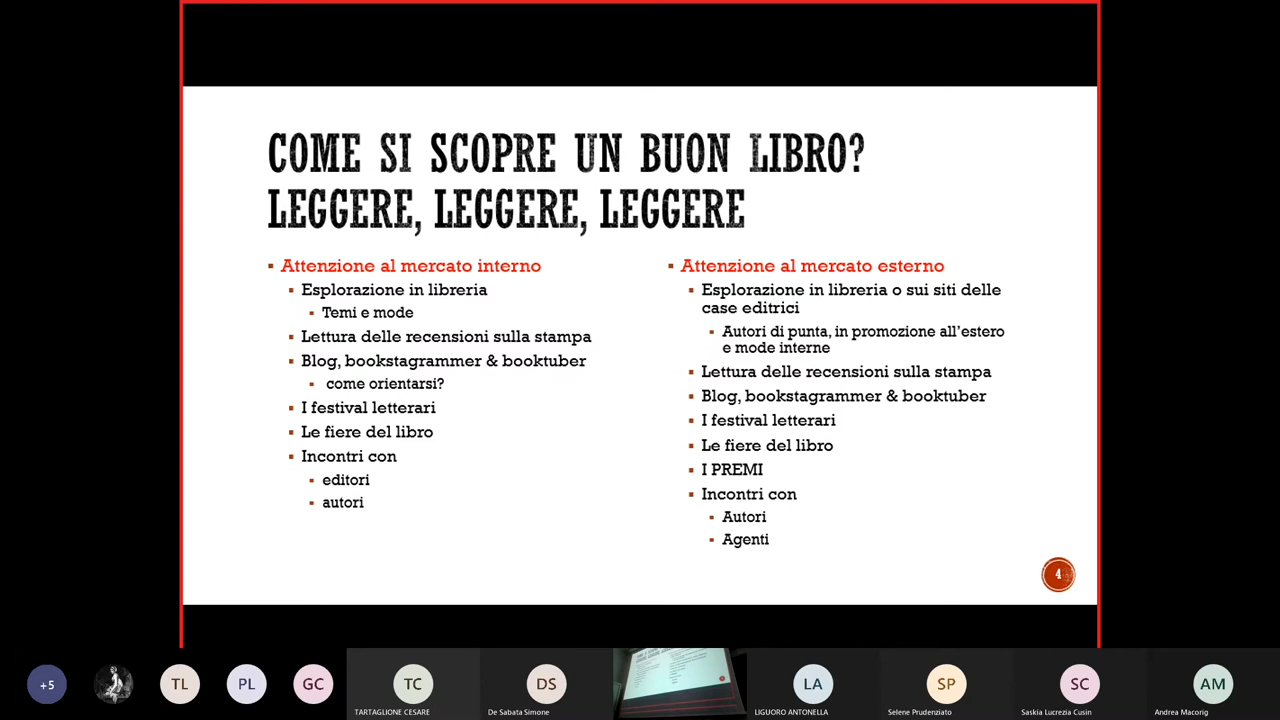 COME SI SCOPRE UN BUON LIBRO?
LEGGERE, LEGGERE, LEGGERE
Attenzione al mercato interno
Esplorazione in libreria
Temi e mode
Lettura delle recensioni sulla stampa
Blog, bookstagrammer & booktuber
come orientarsi?
I festival letterari
Le fiere del libro
Incontri con
editori
autori
Attenzione al mercato esterno
Esplorazione in libreria o sui siti delle
case editrici
Autori di punta, in promozione all'estero
e mode interne
Lettura delle recensioni sulla stampa
Blog, bookstagrammer & booktuber
I festival letterari
Le fiere del libro
I PREMI
Incontri con
Autori
Agenti
4
+5
TL
PL
GC
TC
TARTAGLIONE CESARE
DS
De Sabata Simone
LA
LIGUORO ANTONELLA
SP
Selene Prudenziato
SC
Saskia Lucrezia Cusin
AM
Andrea Macorig